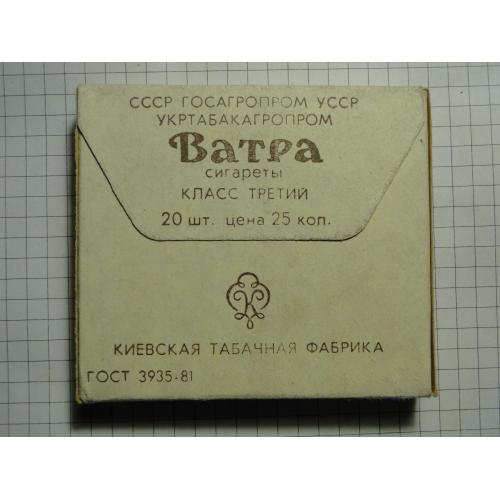 СССР ГОСАГРОПРОМ УССР
УКРТАБАКАГРОПРОМ
Ватра
сигареты
КЛАСС ТРЕТИЙ
20 шт. цена 25 коп.
КИЕВСКАЯ ТАБАЧНАЯ ФАБРИКА
ГОСТ 3935-81